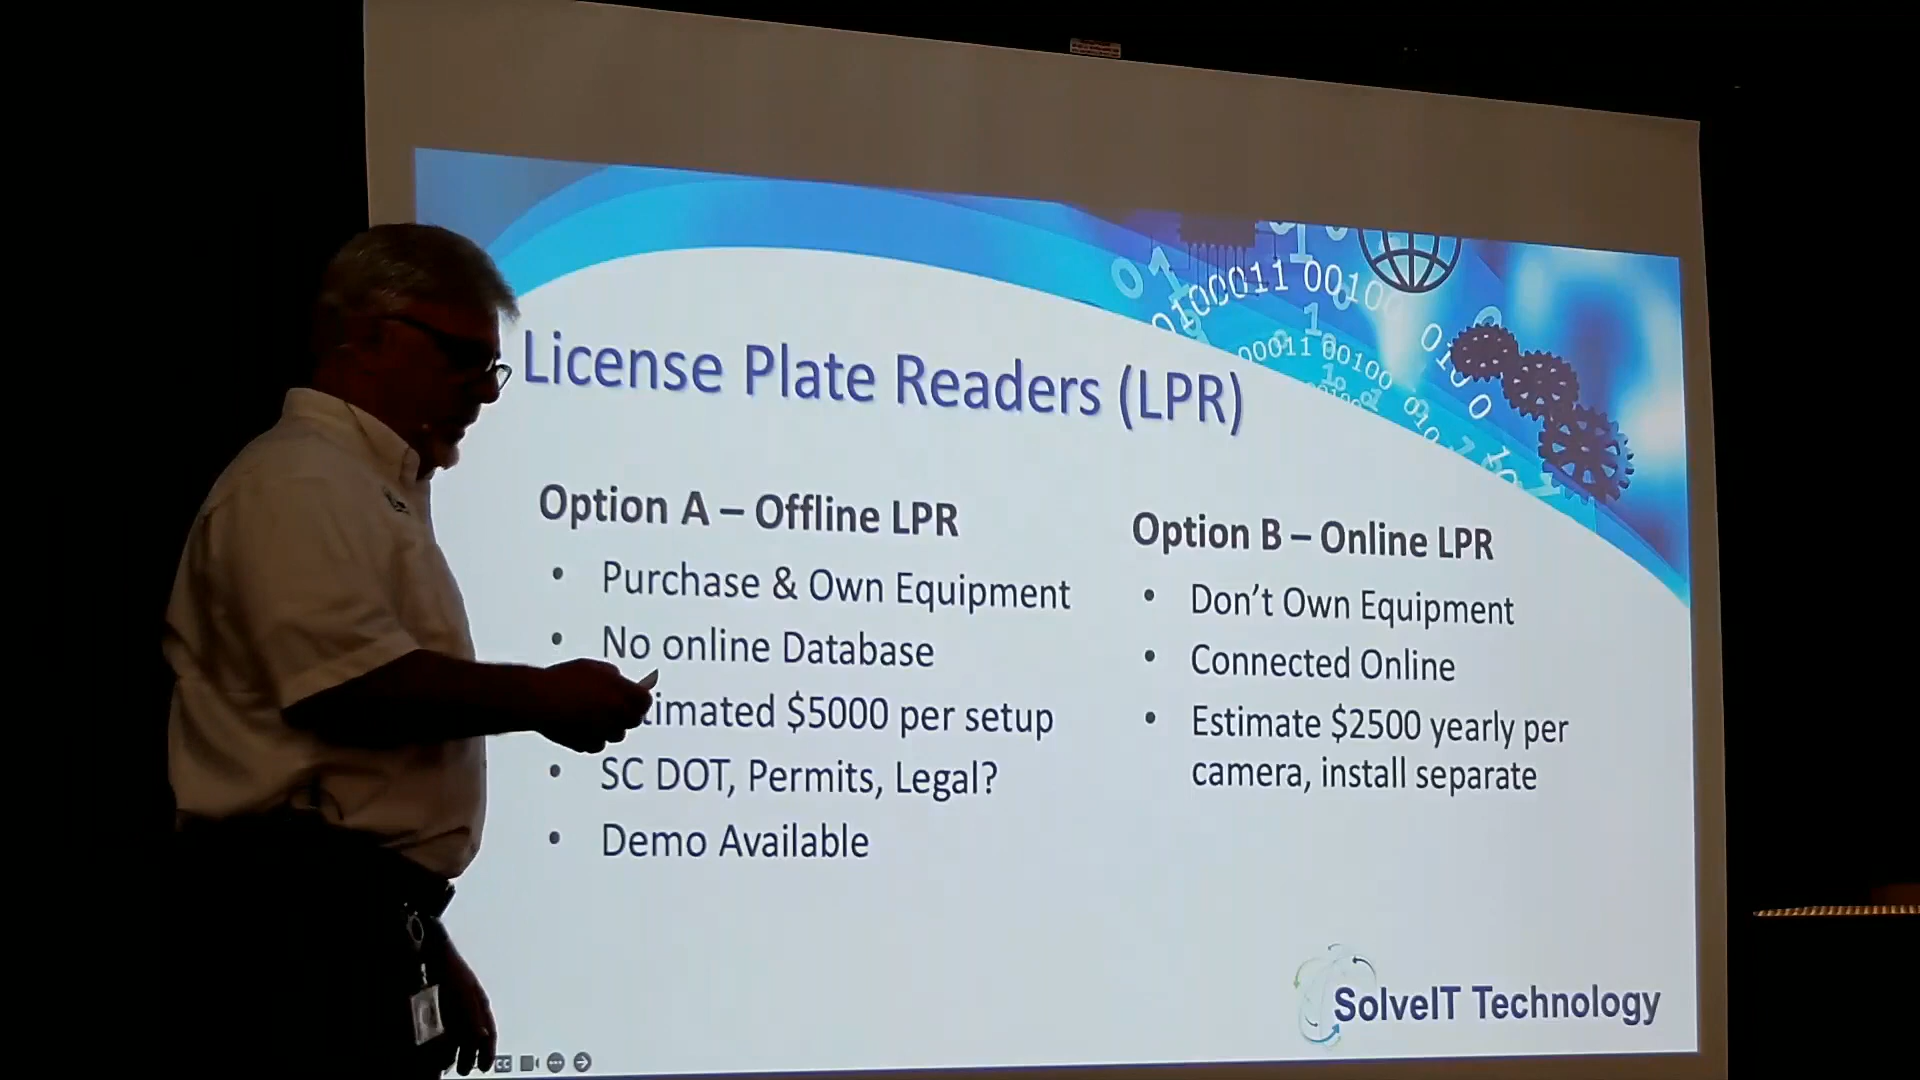 License Plate Readers (LPR)
Option A – Offline LPR
• Purchase & Own Equipment
• No online Database
timated $5000 per setup
• SC DOT, Permits, Legal?
• Demo Available
Option B – Online LPR
• Don’t Own Equipment
• Connected Online
• Estimate $2500 yearly per
camera, install separate
SolveIT Technology
CC